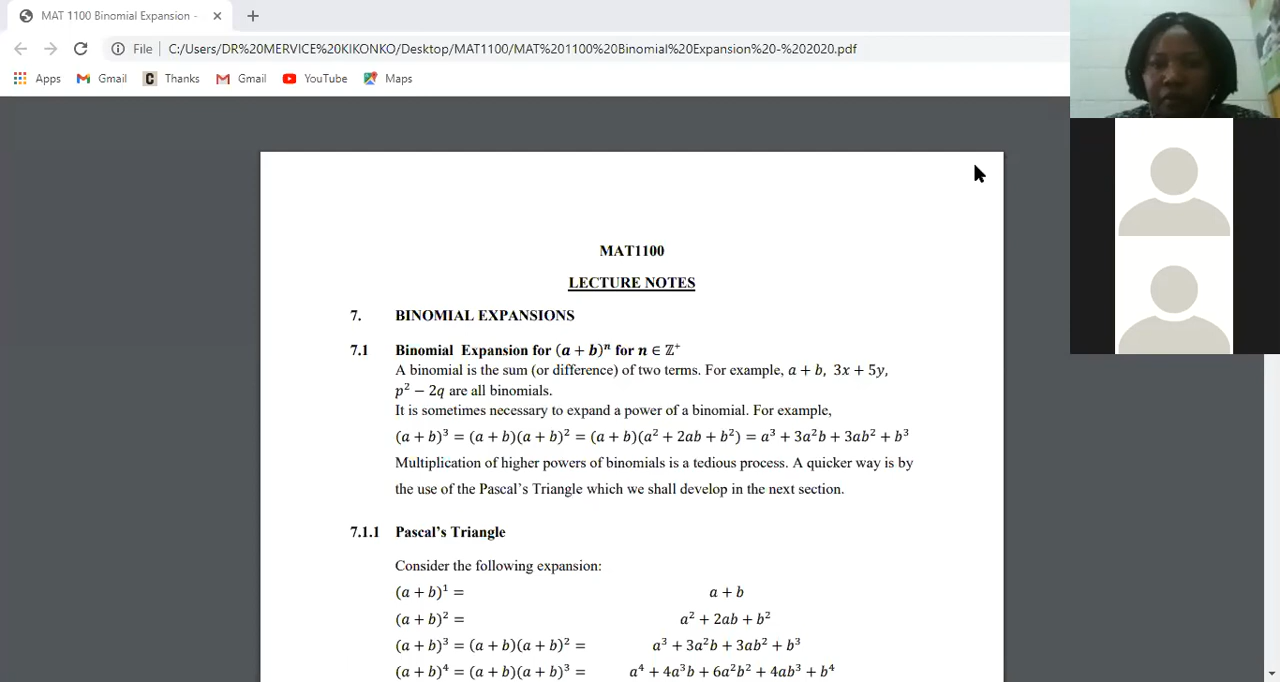 MAT 1100 Binomial Expansion -
File C:/Users/DR%20MERVICE%20KIKONKO/Desktop/MAT1100/MAT%201100%20Binomial%20Expansion%20-%202020.pdf
Apps Gmail Thanks Gmail YouTube Maps
MAT1100
LECTURE NOTES
7. BINOMIAL EXPANSIONS
7.1 Binomial Expansion for (a + b)ⁿ for n ∈ ℤ⁺
A binomial is the sum (or difference) of two terms. For example, a + b, 3x + 5y,
p² − 2q are all binomials.
It is sometimes necessary to expand a power of a binomial. For example,
(a + b)³ = (a + b)(a + b)² = (a + b)(a² + 2ab + b²) = a³ + 3a²b + 3ab² + b³
Multiplication of higher powers of binomials is a tedious process. A quicker way is by
the use of the Pascal's Triangle which we shall develop in the next section.
7.1.1 Pascal's Triangle
Consider the following expansion:
(a + b)¹ = a + b
(a + b)² = a² + 2ab + b²
(a + b)³ = (a + b)(a + b)² = a³ + 3a²b + 3ab² + b³
(a + b)⁴ = (a + b)(a + b)³ = a⁴ + 4a³b + 6a²b² + 4ab³ + b⁴